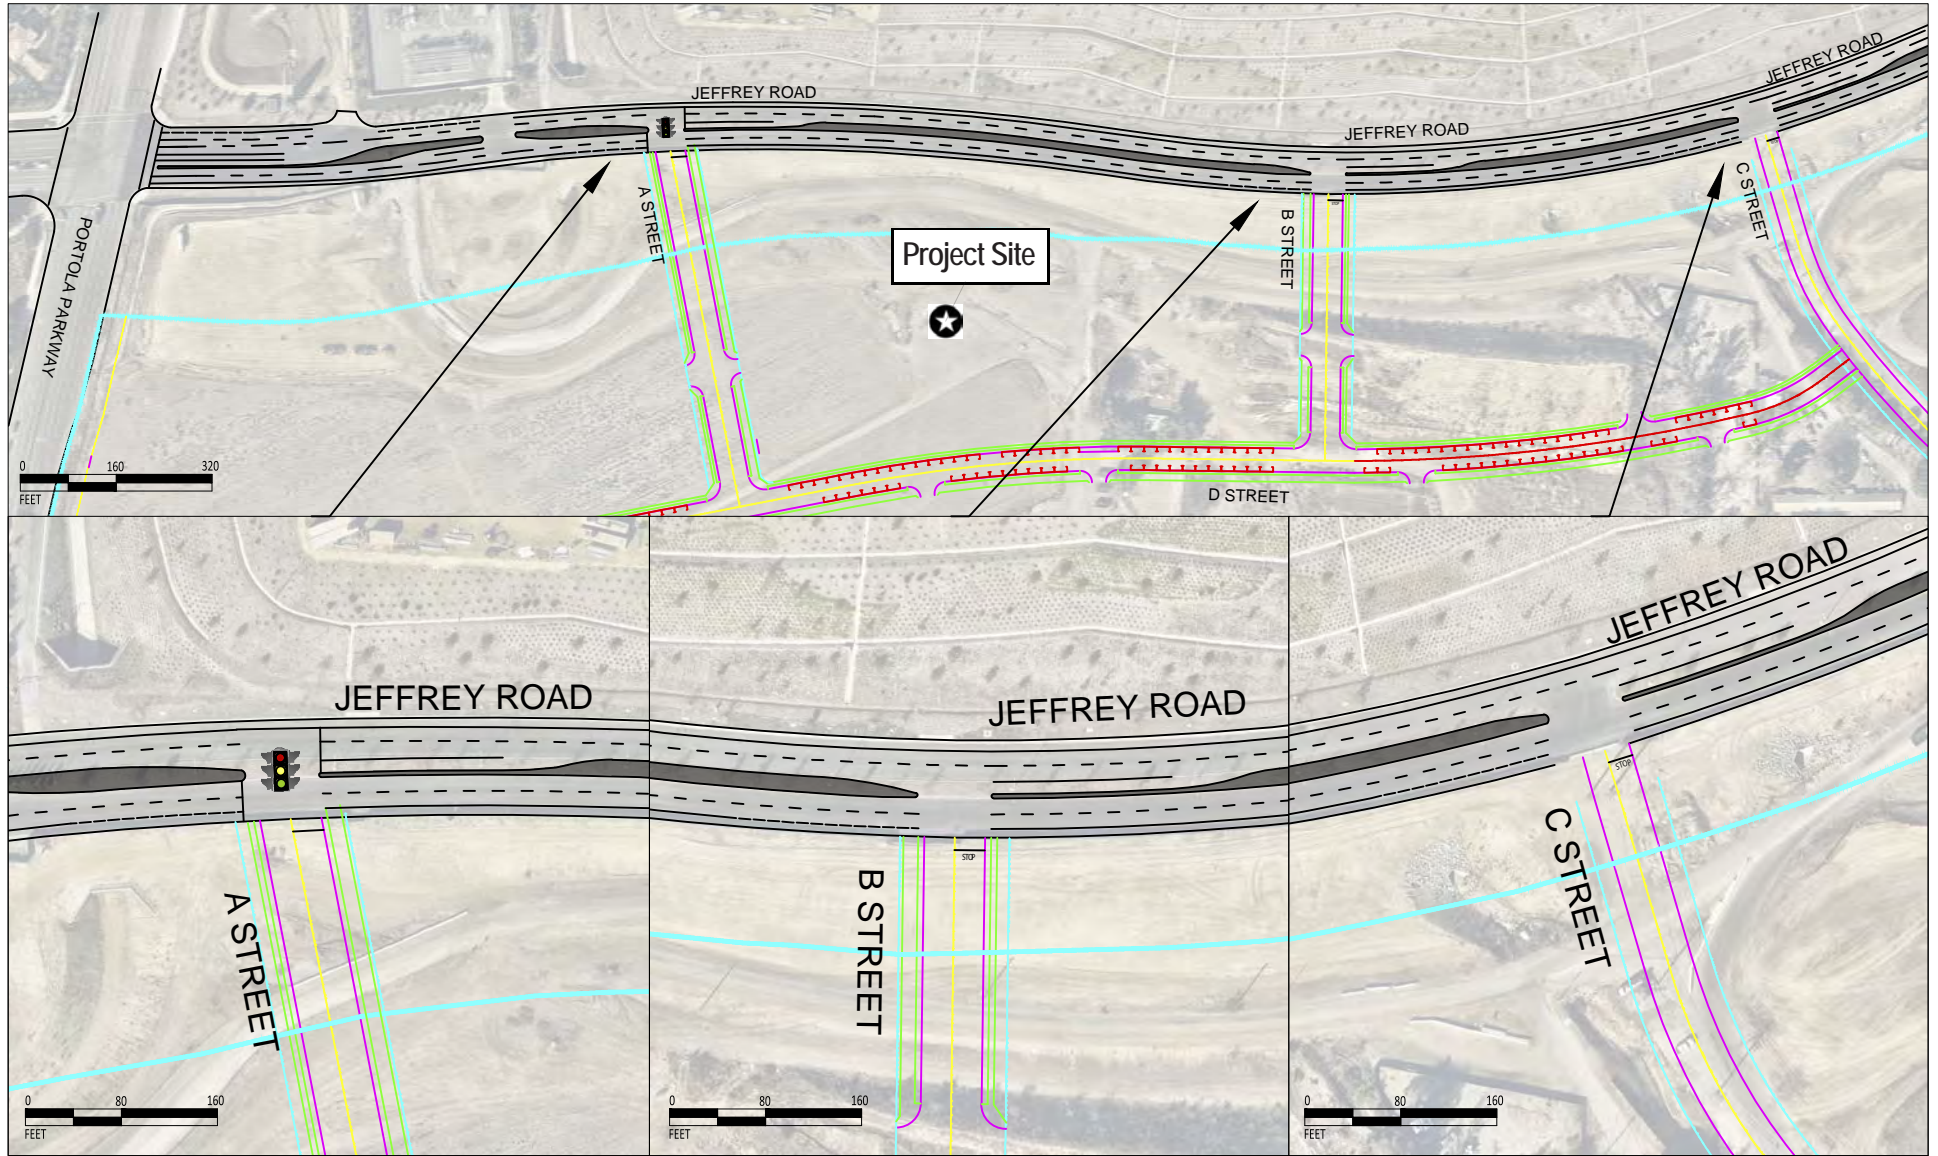 JEFFREY ROAD
JEFFREY ROAD
JEFFREY ROAD
PORTOLA PARKWAY
A STREET
Project Site
B STREET
STOP
C STREET
0 160 320
FEET
D STREET
JEFFREY ROAD
A STREET
0 80 160
FEET
JEFFREY ROAD
STOP
B STREET
0 80 160
FEET
JEFFREY ROAD
STOP
C STREET
0 80 160
FEET